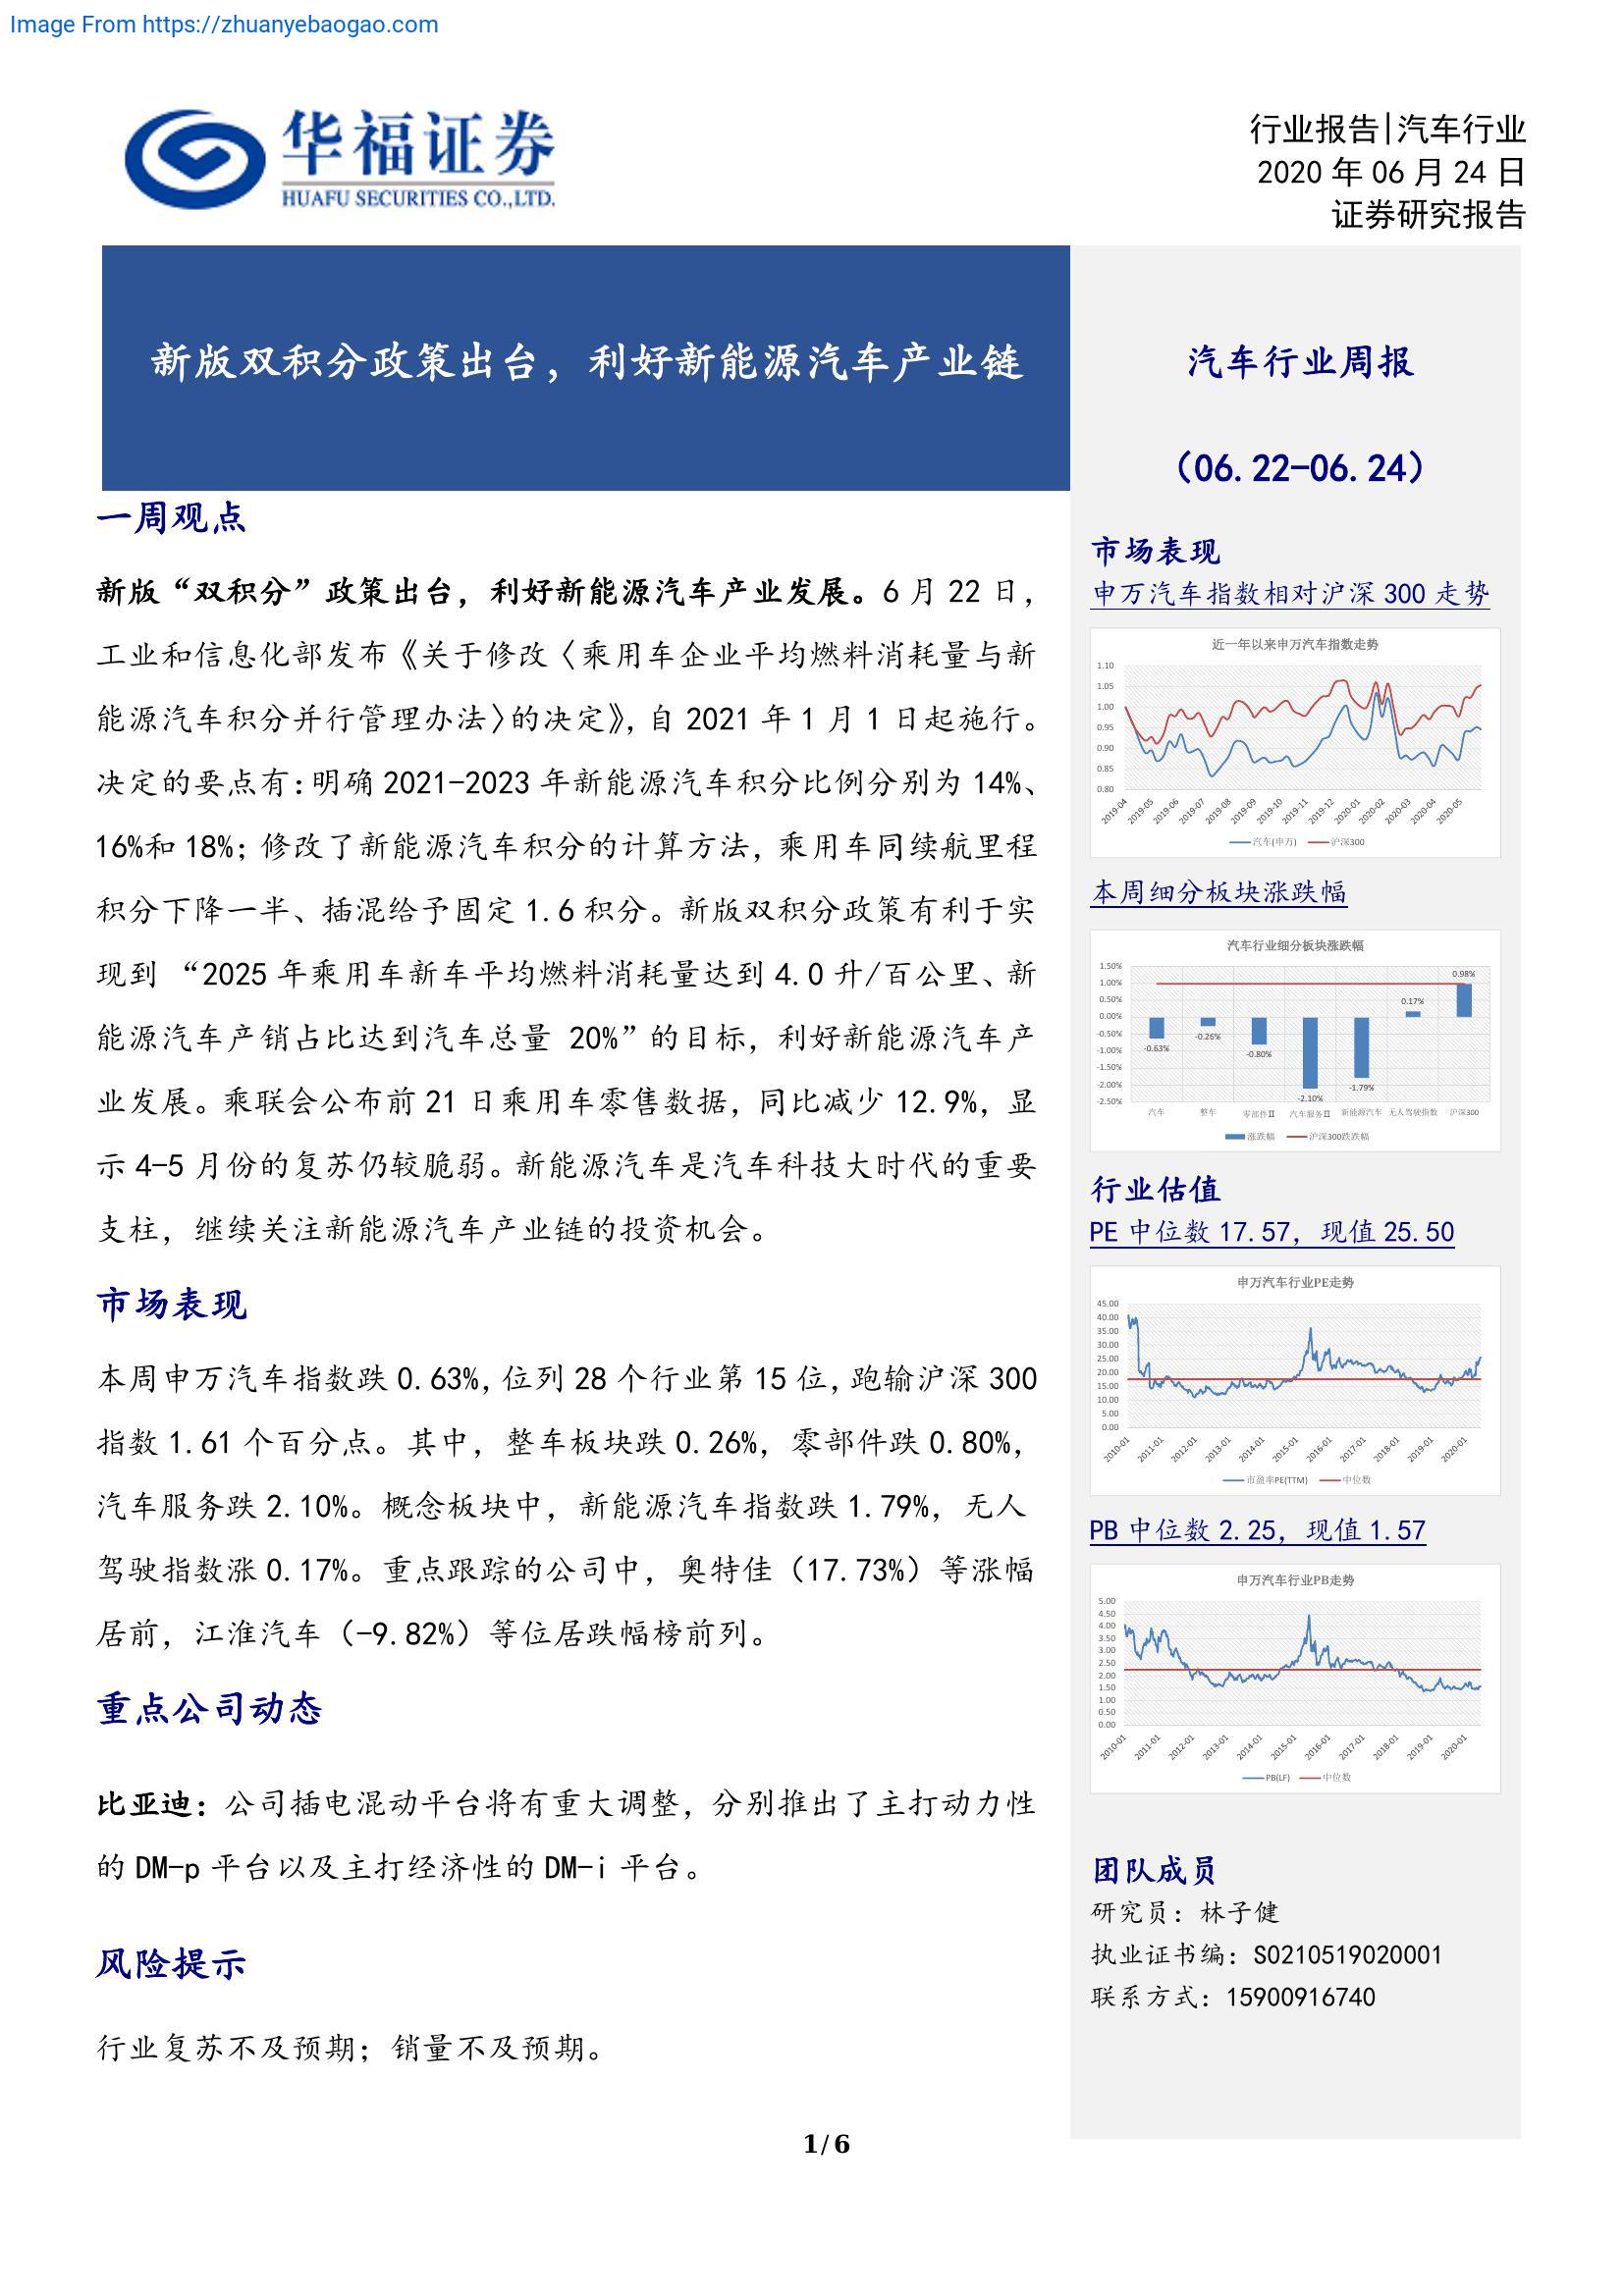 Image From https://zhuanyebaogao.com
华福证券
HUAFU SECURITIES CO.,LTD.
行业报告|汽车行业
2020 年 06 月 24 日
证券研究报告
新版双积分政策出台，利好新能源汽车产业链
一周观点
新版“双积分”政策出台，利好新能源汽车产业发展。6 月 22 日，
工业和信息化部发布《关于修改〈乘用车企业平均燃料消耗量与新
能源汽车积分并行管理办法〉的决定》，自 2021 年 1 月 1 日起施行。
决定的要点有：明确 2021-2023 年新能源汽车积分比例分别为 14%、
16%和 18%；修改了新能源汽车积分的计算方法，乘用车同续航里程
积分下降一半、插混给予固定 1.6 积分。新版双积分政策有利于实
现到 “2025 年乘用车新车平均燃料消耗量达到 4.0 升/百公里、新
能源汽车产销占比达到汽车总量 20%”的目标，利好新能源汽车产
业发展。乘联会公布前 21 日乘用车零售数据，同比减少 12.9%，显
示 4-5 月份的复苏仍较脆弱。新能源汽车是汽车科技大时代的重要
支柱，继续关注新能源汽车产业链的投资机会。
市场表现
本周申万汽车指数跌 0.63%，位列 28 个行业第 15 位，跑输沪深 300
指数 1.61 个百分点。其中，整车板块跌 0.26%，零部件跌 0.80%，
汽车服务跌 2.10%。概念板块中，新能源汽车指数跌 1.79%，无人
驾驶指数涨 0.17%。重点跟踪的公司中，奥特佳（17.73%）等涨幅
居前，江淮汽车（-9.82%）等位居跌幅榜前列。
重点公司动态
比亚迪：公司插电混动平台将有重大调整，分别推出了主打动力性
的 DM-p 平台以及主打经济性的 DM-i 平台。
风险提示
行业复苏不及预期；销量不及预期。
汽车行业周报
（06.22-06.24）
市场表现
申万汽车指数相对沪深 300 走势
近一年以来申万汽车指数走势
1.10
1.05
1.00
0.95
0.90
0.85
0.80
2019-04 2019-05 2019-06 2019-07 2019-08 2019-09 2019-10 2019-11 2019-12 2020-01 2020-02 2020-03 2020-04 2020-05
汽车(申万) 沪深300
本周细分板块涨跌幅
汽车行业细分板块涨跌幅
1.50%
1.00%
0.50%
0.00%
-0.50%
-1.00%
-1.50%
-2.00%
-2.50%
-0.63% -0.26% -0.80% -2.10% -1.79% 0.17% 0.98%
汽车 整车 零部件II 汽车服务II 新能源汽车 无人驾驶指数 沪深300
涨跌幅 沪深300跌跌幅
行业估值
PE 中位数 17.57，现值 25.50
申万汽车行业PE走势
45.00
40.00
35.00
30.00
25.00
20.00
15.00
10.00
5.00
0.00
2010-01 2011-01 2012-01 2013-01 2014-01 2015-01 2016-01 2017-01 2018-01 2019-01 2020-01
市盈率PE(TTM) 中位数
PB 中位数 2.25，现值 1.57
申万汽车行业PB走势
5.00
4.50
4.00
3.50
3.00
2.50
2.00
1.50
1.00
0.50
0.00
2010-01 2011-01 2012-01 2013-01 2014-01 2015-01 2016-01 2017-01 2018-01 2019-01 2020-01
PB(LF) 中位数
团队成员
研究员：林子健
执业证书编：S0210519020001
联系方式：15900916740
1/6